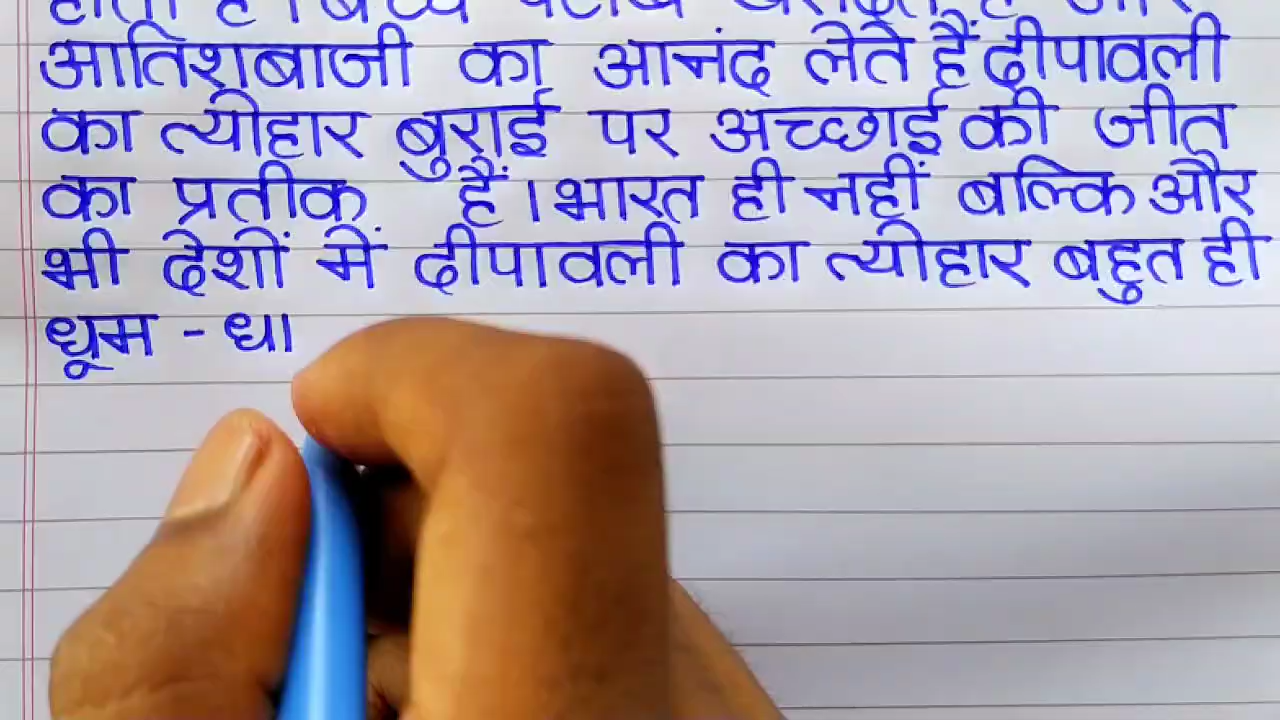 आतिशबाजी का आनंद लेते हैं दीपावली
का त्योहार बुराई पर अच्छाई की जीत
का प्रतीक हैं । भारत ही नहीं बल्कि और
भी देशों में दीपावली का त्योहार बहुत ही
धूम - धा